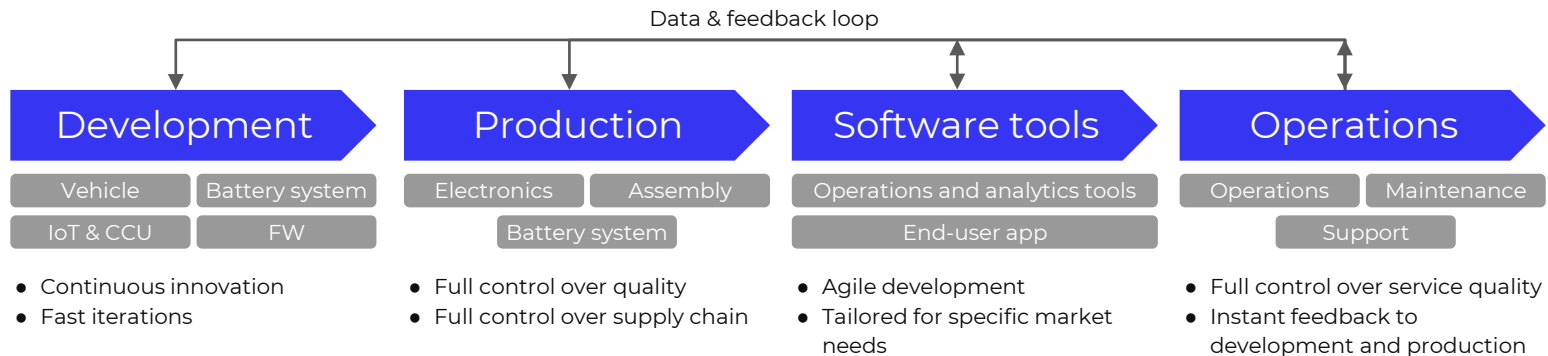 Data & feedback loop
Development
Production
Software tools
Operations
Vehicle
Battery system
IoT & CCU
FW
Electronics
Assembly
Battery system
Operations and analytics tools
End-user app
Operations
Maintenance
Support
● Continuous innovation
● Fast iterations
● Full control over quality
● Full control over supply chain
● Agile development
● Tailored for specific market
needs
● Full control over service quality
● Instant feedback to
development and production